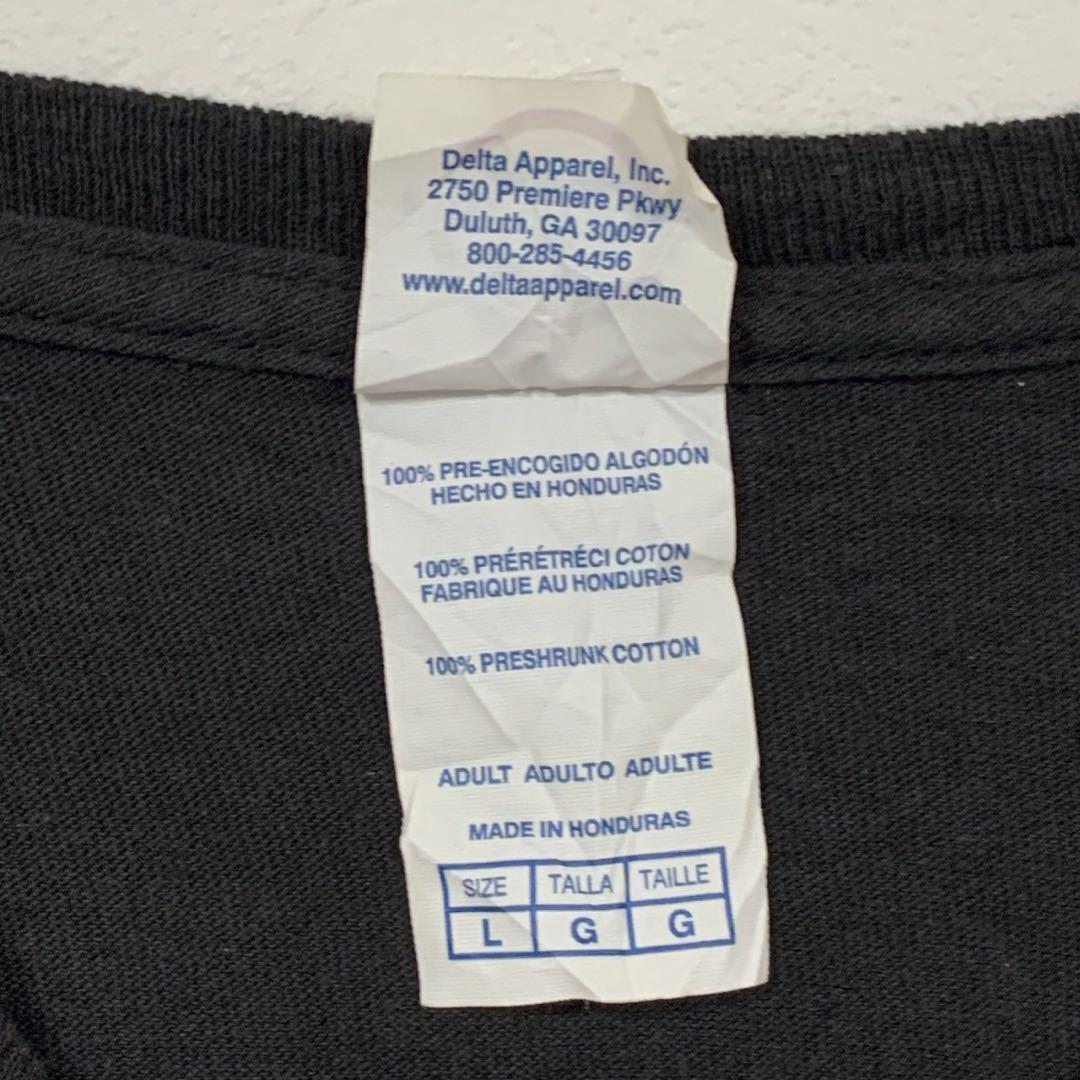 Delta Apparel, Inc.
2750 Premiere Pkwy
Duluth, GA 30097
800-285-4456
www.deltaapparel.com
100% PRE-ENCOGIDO ALGODÓN
HECHO EN HONDURAS
100% PRÉRÉTRÉCI COTON
FABRIQUE AU HONDURAS
100% PRESHRUNK COTTON
ADULT ADULTO ADULTE
MADE IN HONDURAS
SIZE TALLA TAILLE
L G G